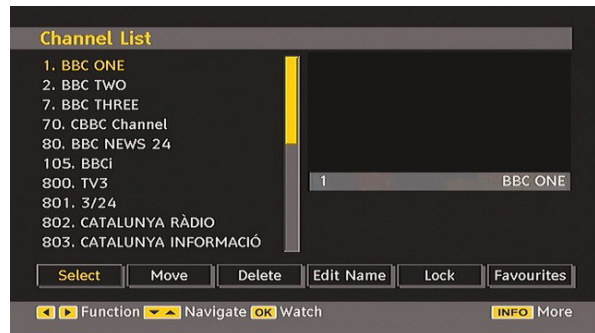 Channel List
1. BBC ONE
2. BBC TWO
7. BBC THREE
70. CBBC Channel
80. BBC NEWS 24
105. BBCi
800. TV3
801. 3/24
802. CATALUNYA RÀDIO
803. CATALUNYA INFORMACIÓ
1 BBC ONE
Select Move Delete Edit Name Lock Favourites
Function Navigate OK Watch INFO More